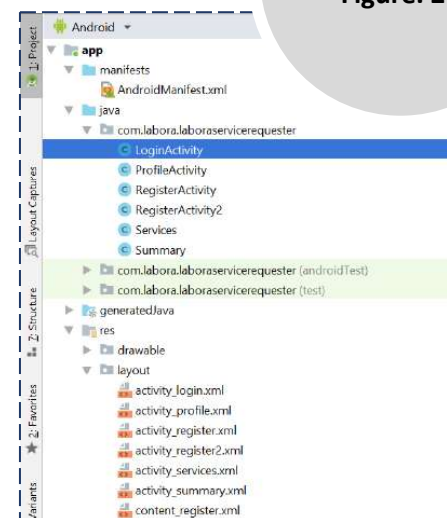 Figure: 2
Android
app
manifests
AndroidManifest.xml
java
com.labora.laboraservicerequester
LoginActivity
ProfileActivity
RegisterActivity
RegisterActivity2
Services
Summary
com.labora.laboraservicerequester (androidTest)
com.labora.laboraservicerequester (test)
generatedJava
res
drawable
layout
activity_login.xml
activity_profile.xml
activity_register.xml
activity_register2.xml
activity_services.xml
activity_summary.xml
content_register.xml
1: Project
Layout Captures
Z: Structure
2: Favorites
Variants